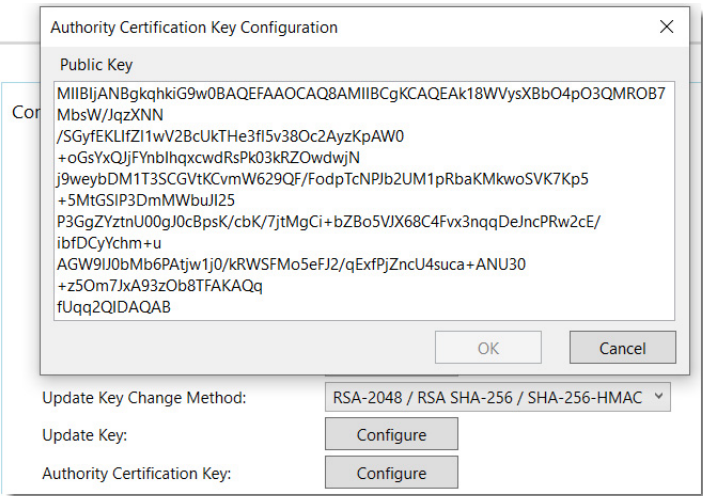 Authority Certification Key Configuration
Public Key
MIIBIjANBgkqhkiG9w0BAQEFAAOCAQ8AMIIBCgKCAQEAk18WVysXBbO4pO3QMROB7
MbsW/JqzXNN
/SGyfEKLIfZI1wV2BcUkTHe3fI5v38Oc2AyzKpAW0
+oGsYxQJjFYnbIhqxcwdRsPk03kRZOwdwjN
j9weybDM1T3SCGVtKCvmW629QF/FodpTcNPJb2UM1pRbaKMkwoSVK7Kp5
+5MtGSIP3DmMWbuJI25
P3GgZYztnU00gJ0cBpsK/cbK/7jtMgCi+bZBo5VJX68C4Fvx3nqqDeJncPRw2cE/
ibfDCyYchm+u
AGW9IJ0bMb6PAtjw1j0/kRWSFMo5eFJ2/qExfPjZncU4suca+ANU30
+z5Om7JxA93zOb8TFAKAQq
fUqq2QIDAQAB
OK Cancel
Cor
Update Key Change Method: RSA-2048 / RSA SHA-256 / SHA-256-HMAC
Update Key: Configure
Authority Certification Key: Configure